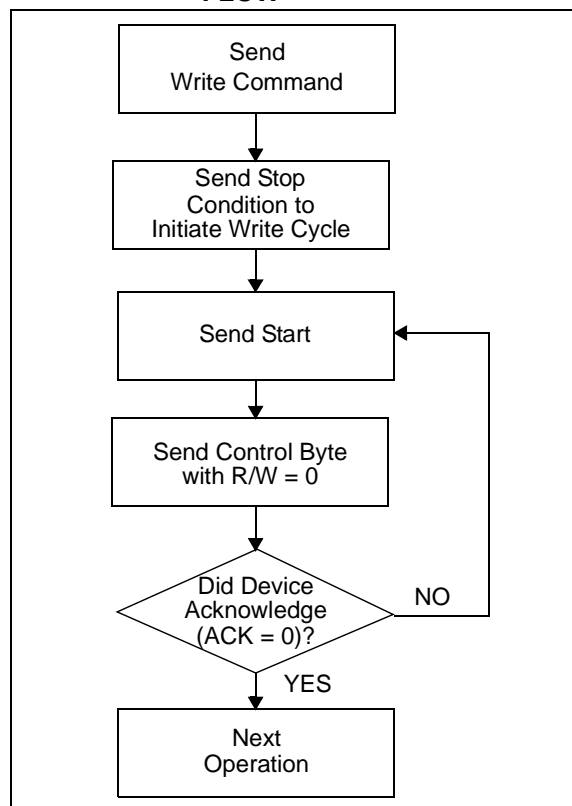 FLOW
Send
Write Command
Send Stop
Condition to
Initiate Write Cycle
Send Start
Send Control Byte
with R/W = 0
Did Device
Acknowledge
(ACK = 0)?
NO
YES
Next
Operation